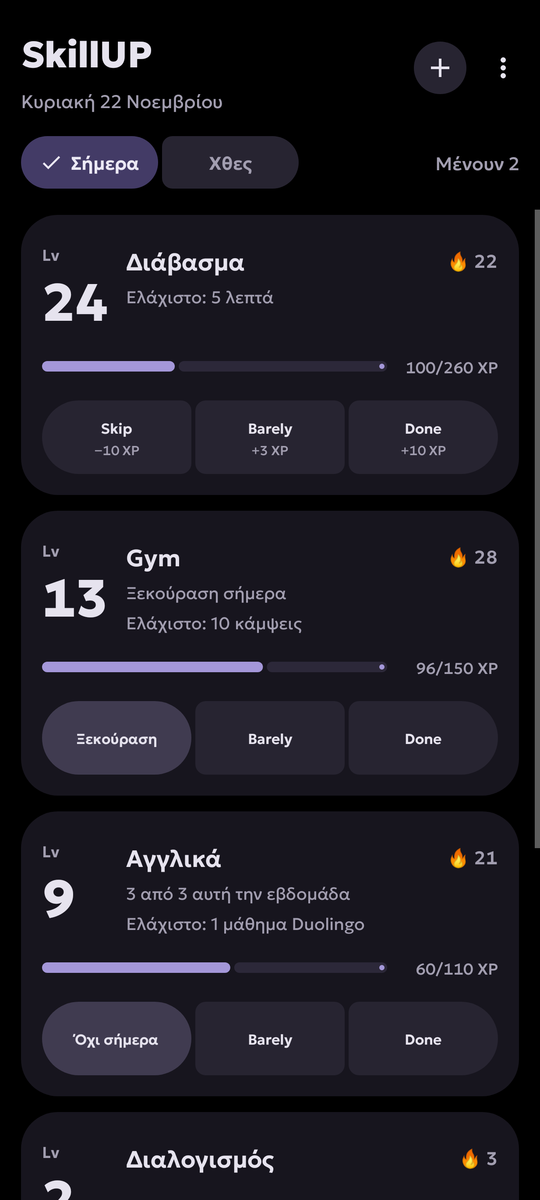 SkillUP
Κυριακή 22 Νοεμβρίου
Σήμερα
Χθες
Μένουν 2
Lv
24
Διάβασμα
Ελάχιστο: 5 λεπτά
🔥 22
100/260 XP
Skip
−10 XP
Barely
+3 XP
Done
+10 XP
Lv
13
Gym
Ξεκούραση σήμερα
Ελάχιστο: 10 κάμψεις
🔥 28
96/150 XP
Ξεκούραση
Barely
Done
Lv
9
Αγγλικά
3 από 3 αυτή την εβδομάδα
Ελάχιστο: 1 μάθημα Duolingo
🔥 21
60/110 XP
Όχι σήμερα
Barely
Done
Lv
Διαλογισμός
🔥 3